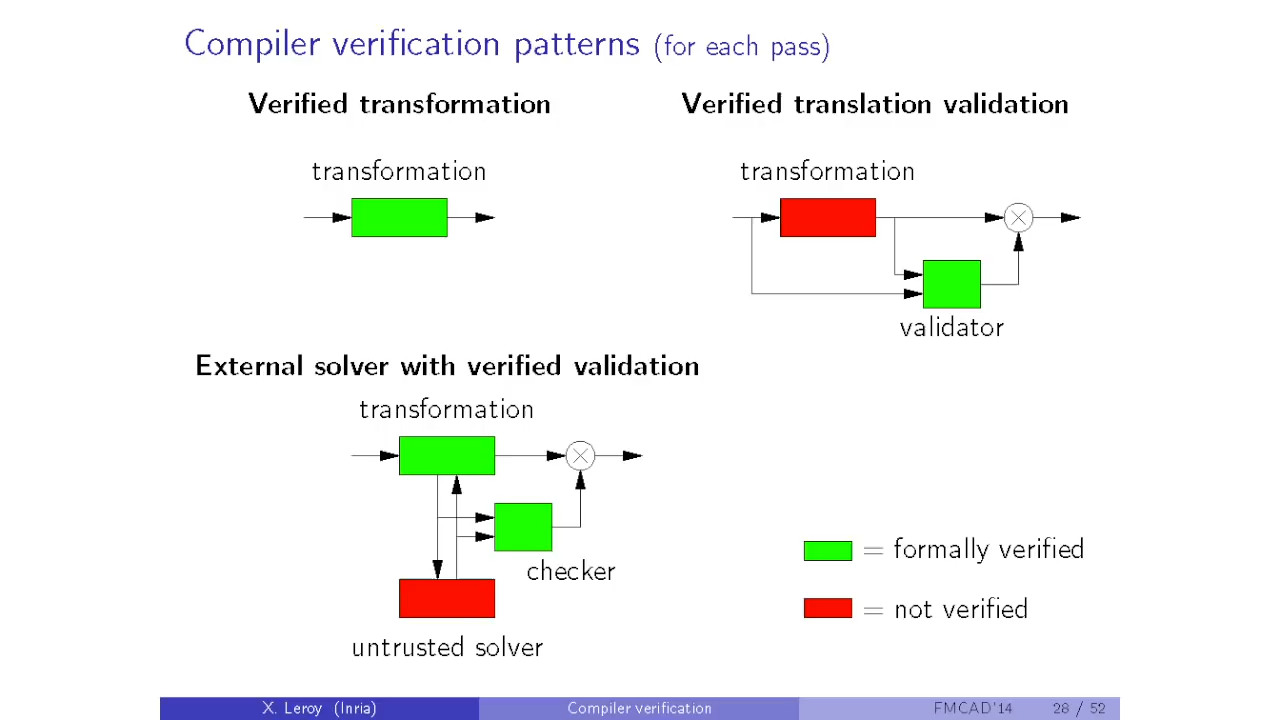 Compiler verification patterns (for each pass)
Verified transformation
transformation
Verified translation validation
transformation
validator
External solver with verified validation
transformation
checker
untrusted solver
= formally verified
= not verified
X. Leroy (Inria)
Compiler verification
FMCAD'14
28 / 52